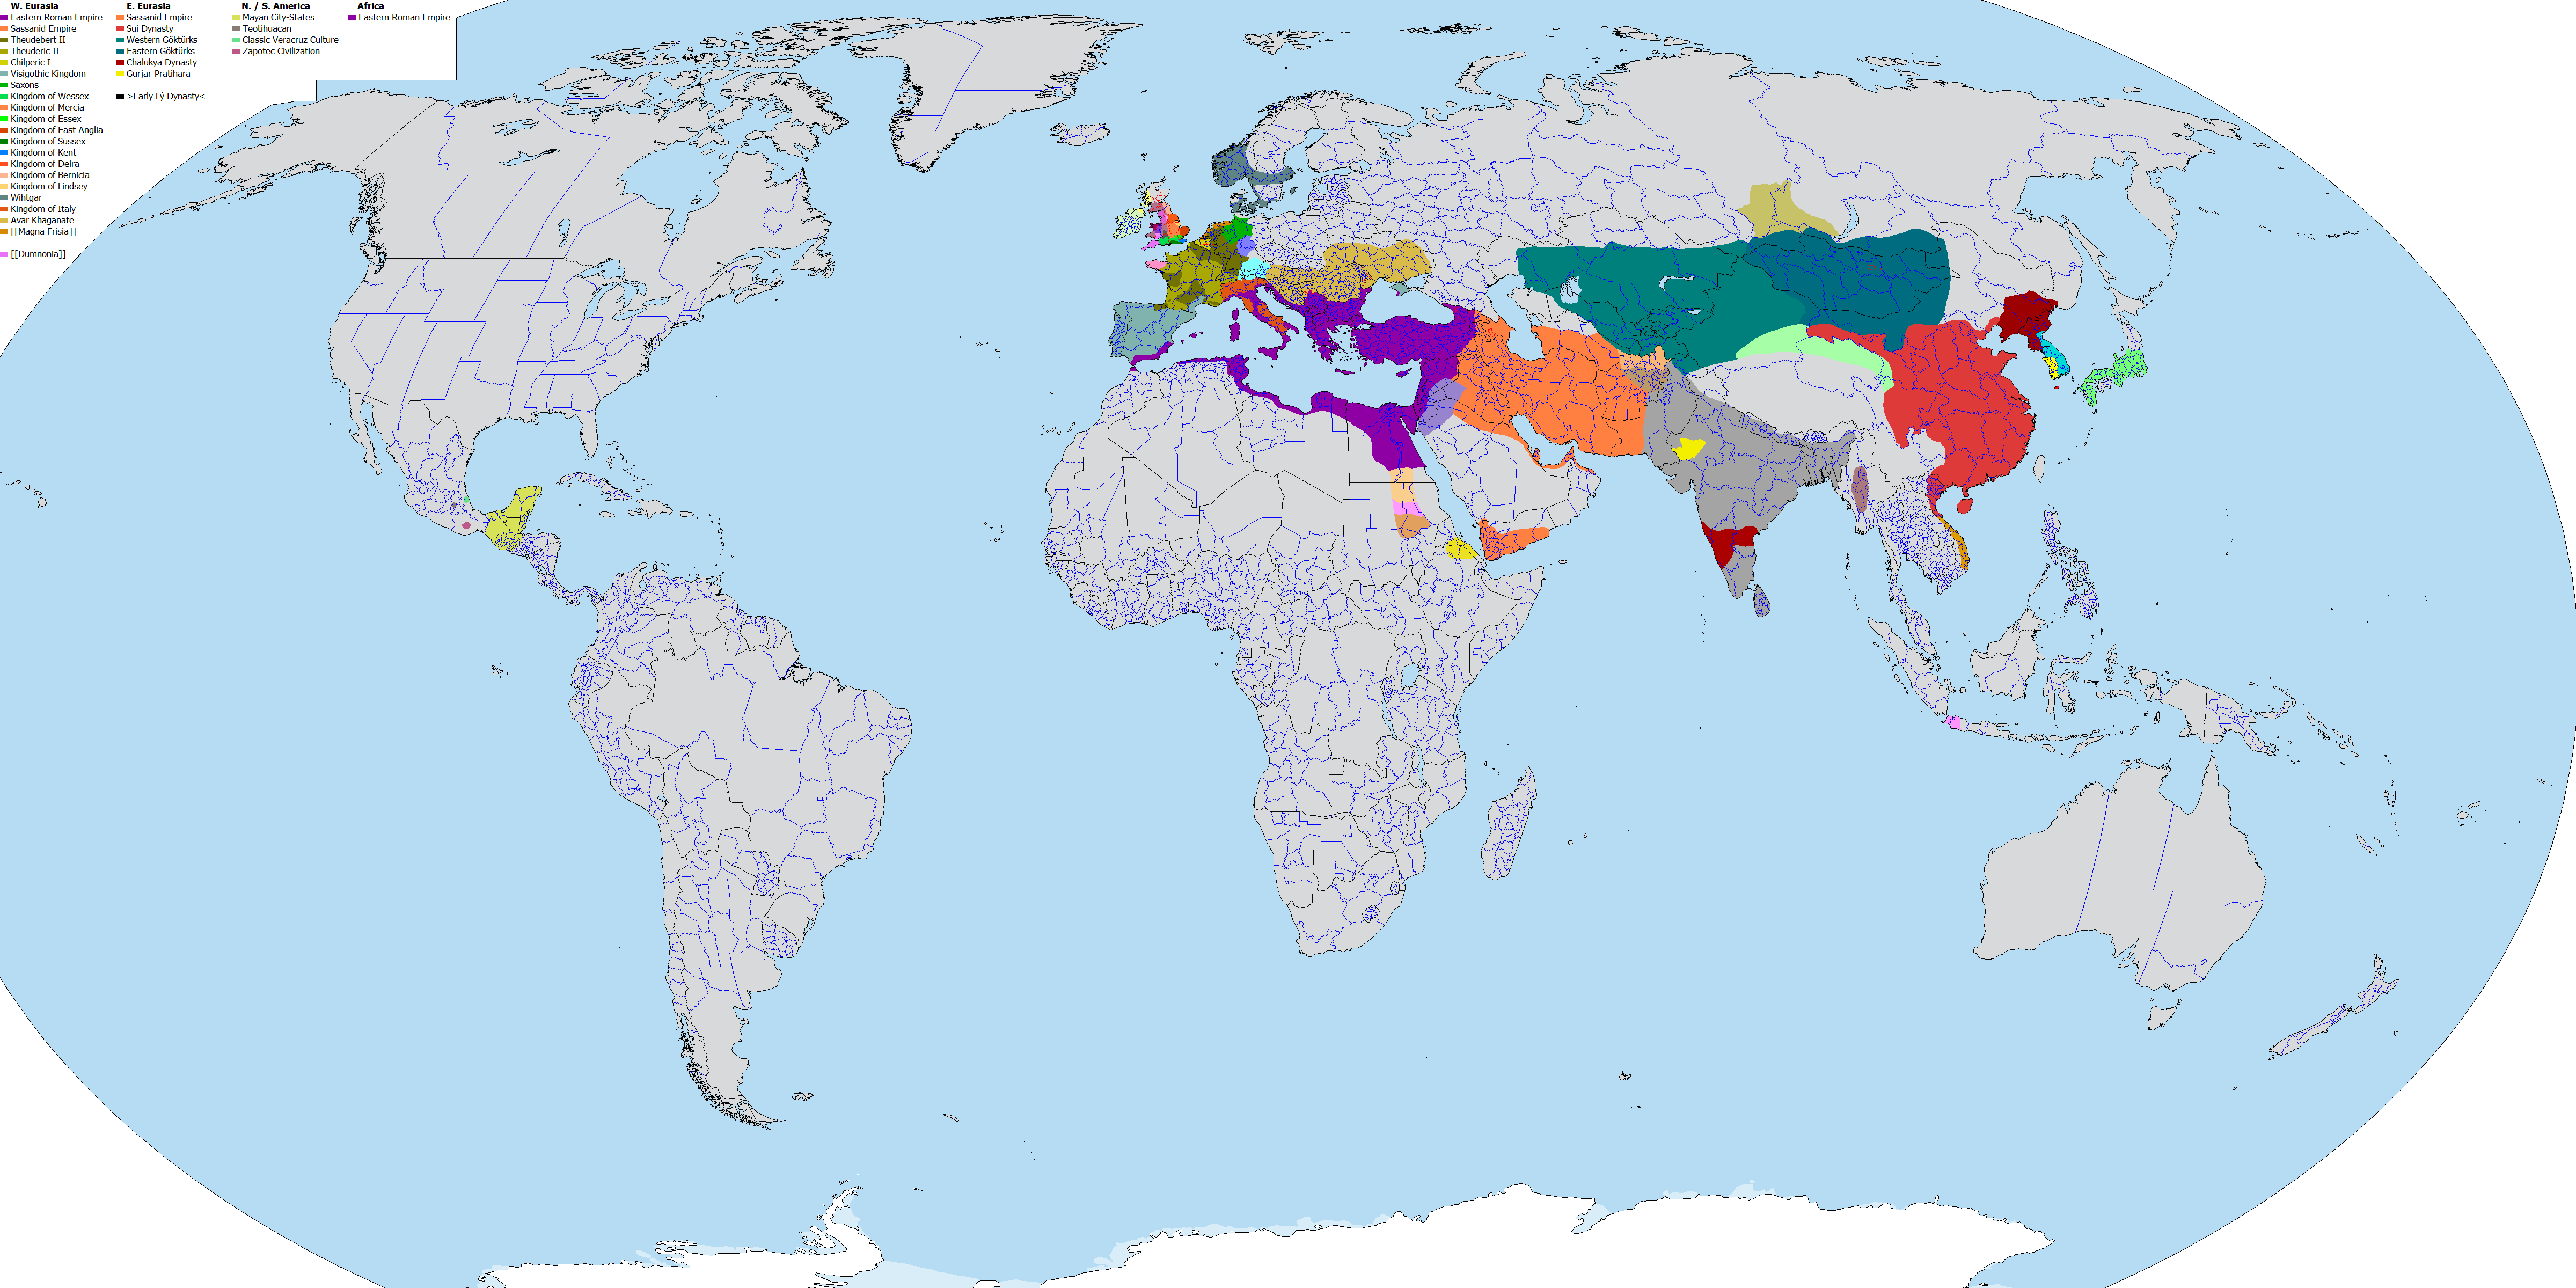 W. Eurasia
Eastern Roman Empire
Sassanid Empire
Theudebert II
Theuderic II
Chilperic I
Visigothic Kingdom
Saxons
Kingdom of Wessex
Kingdom of Mercia
Kingdom of Essex
Kingdom of East Anglia
Kingdom of Sussex
Kingdom of Kent
Kingdom of Deira
Kingdom of Bernicia
Kingdom of Lindsey
Wihtgar
Kingdom of Italy
Avar Khaganate
[[Magna Frisia]]
[[Dumnonia]]
E. Eurasia
Sassanid Empire
Sui Dynasty
Western Göktürks
Eastern Göktürks
Chalukya Dynasty
Gurjar-Pratihara
>Early Lý Dynasty<
N. / S. America
Mayan City-States
Teotihuacan
Classic Veracruz Culture
Zapotec Civilization
Africa
Eastern Roman Empire